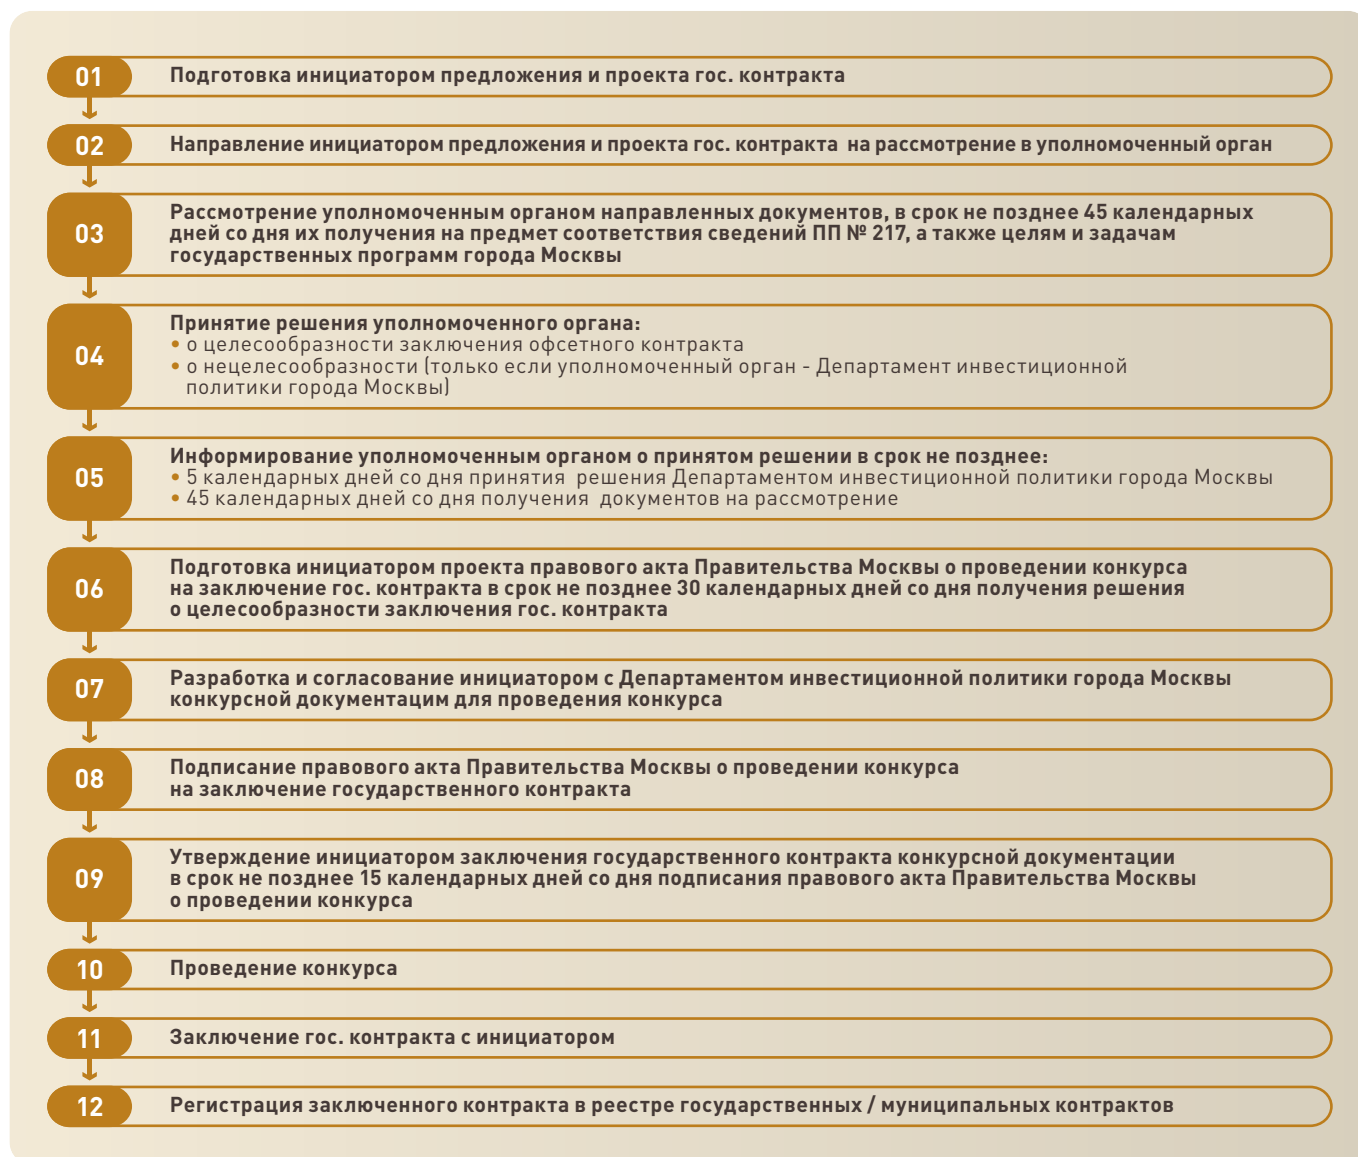 01
Подготовка инициатором предложения и проекта гос. контракта
02
Направление инициатором предложения и проекта гос. контракта на рассмотрение в уполномоченный орган
03
Рассмотрение уполномоченным органом направленных документов, в срок не позднее 45 календарных
дней со дня их получения на предмет соответствия сведений ПП № 217, а также целям и задачам
государственных программ города Москвы
04
Принятие решения уполномоченного органа:
• о целесообразности заключения офсетного контракта
• о нецелесообразности (только если уполномоченный орган - Департамент инвестиционной
политики города Москвы)
05
Информирование уполномоченным органом о принятом решении в срок не позднее:
• 5 календарных дней со дня принятия решения Департаментом инвестиционной политики города Москвы
• 45 календарных дней со дня получения документов на рассмотрение
06
Подготовка инициатором проекта правового акта Правительства Москвы о проведении конкурса
на заключение гос. контракта в срок не позднее 30 календарных дней со дня получения решения
о целесообразности заключения гос. контракта
07
Разработка и согласование инициатором с Департаментом инвестиционной политики города Москвы
конкурсной документацим для проведения конкурса
08
Подписание правового акта Правительства Москвы о проведении конкурса
на заключение государственного контракта
09
Утверждение инициатором заключения государственного контракта конкурсной документации
в срок не позднее 15 календарных дней со дня подписания правового акта Правительства Москвы
о проведении конкурса
10
Проведение конкурса
11
Заключение гос. контракта с инициатором
12
Регистрация заключенного контракта в реестре государственных / муниципальных контрактов